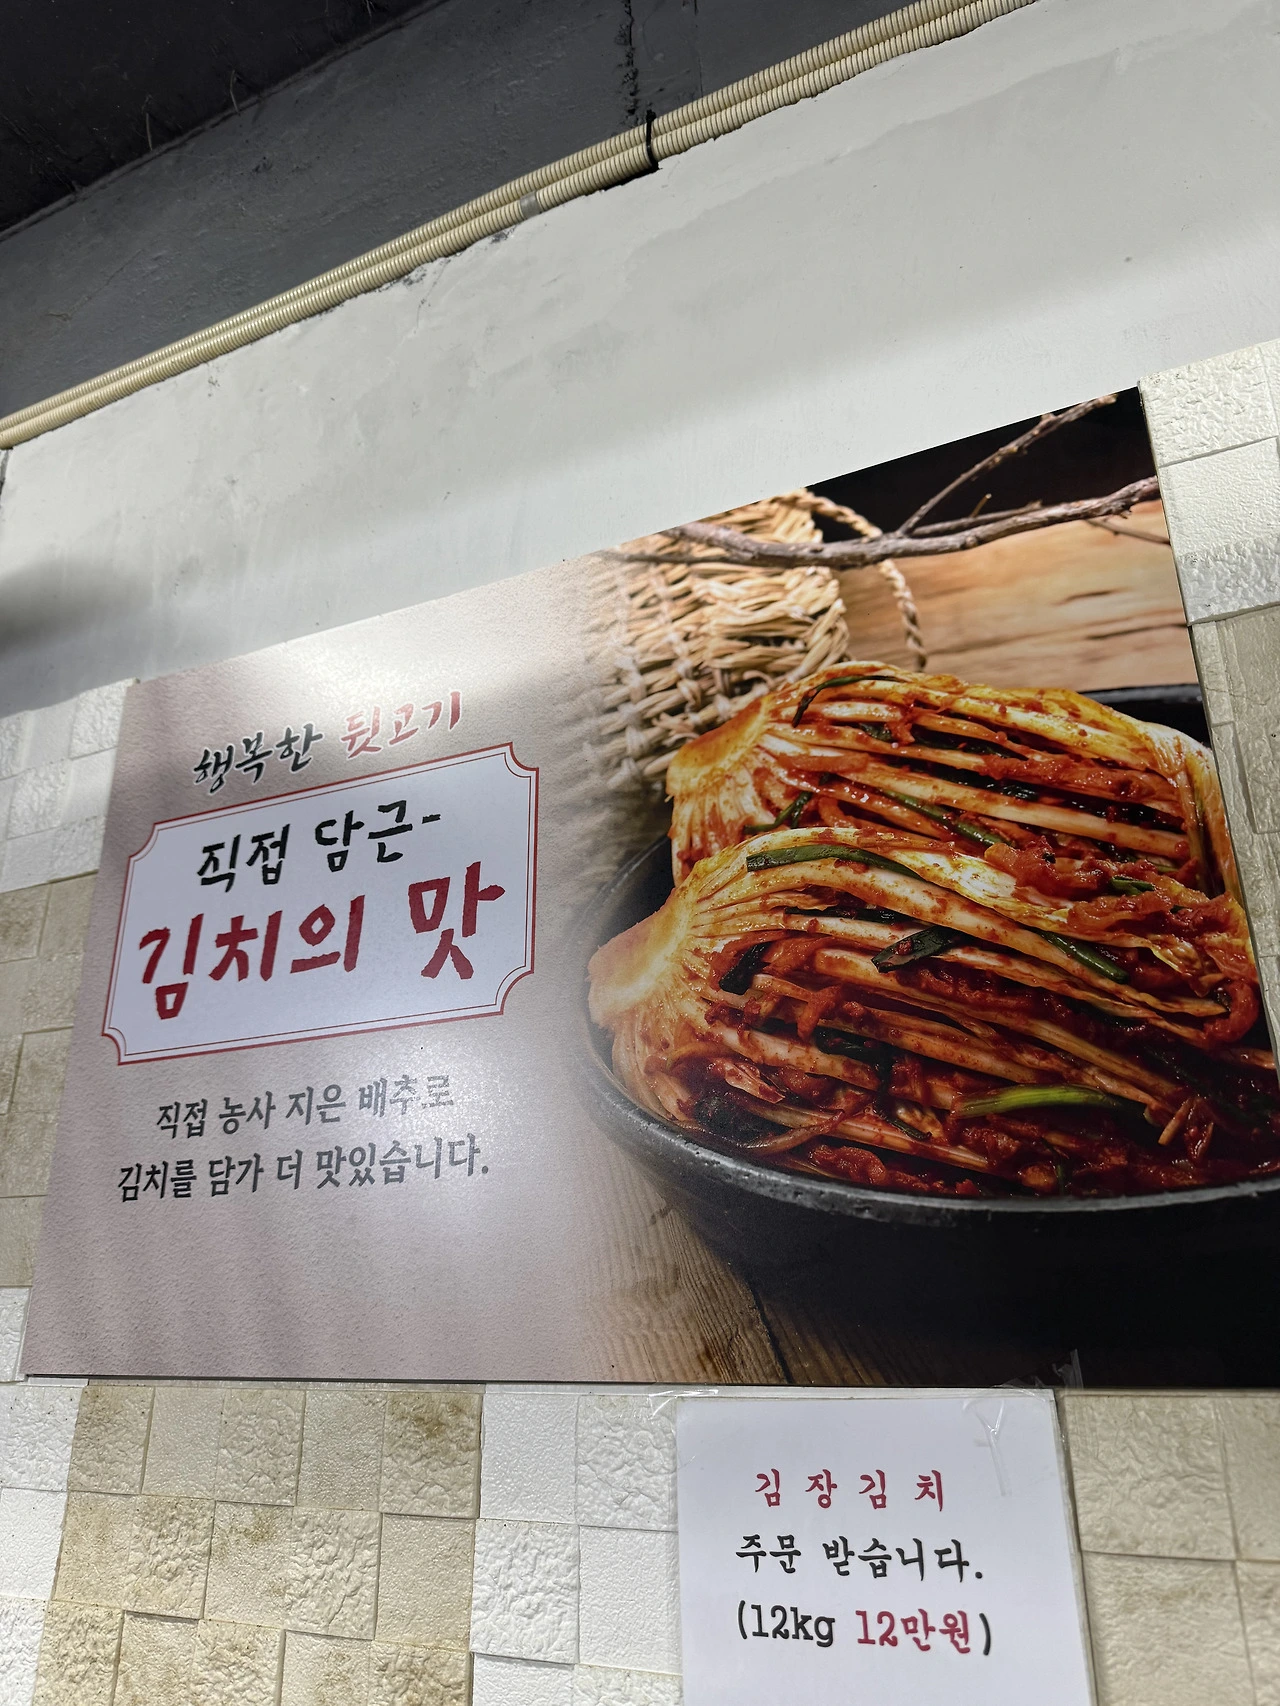 행복한 뒷고기
직접 담근-
김치의 맛
직접 농사 지은 배추로
김치를 담가 더 맛있습니다.
김장김치
주문 받습니다.
(12kg 12만원)